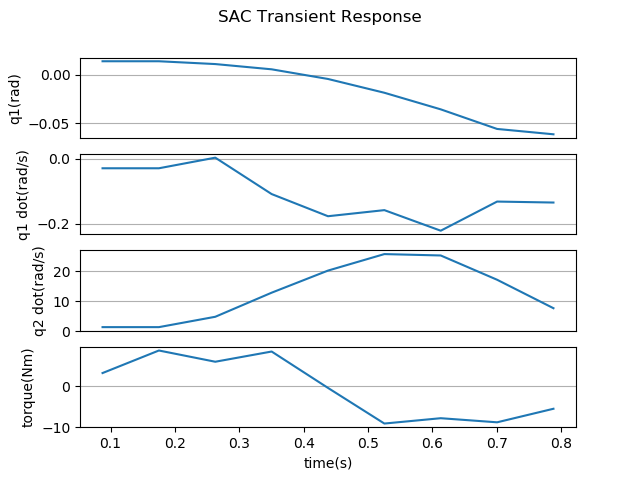 SAC Transient Response
q1(rad)
0.00
−0.05
q1 dot(rad/s)
0.0
−0.2
q2 dot(rad/s)
20
10
0
torque(Nm)
0
−10
0.1 0.2 0.3 0.4 0.5 0.6 0.7 0.8
time(s)